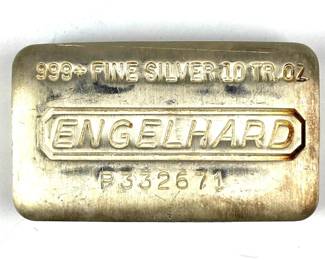 999+ FINE SILVER 10 TR.OZ
ENGELHARD
P332671